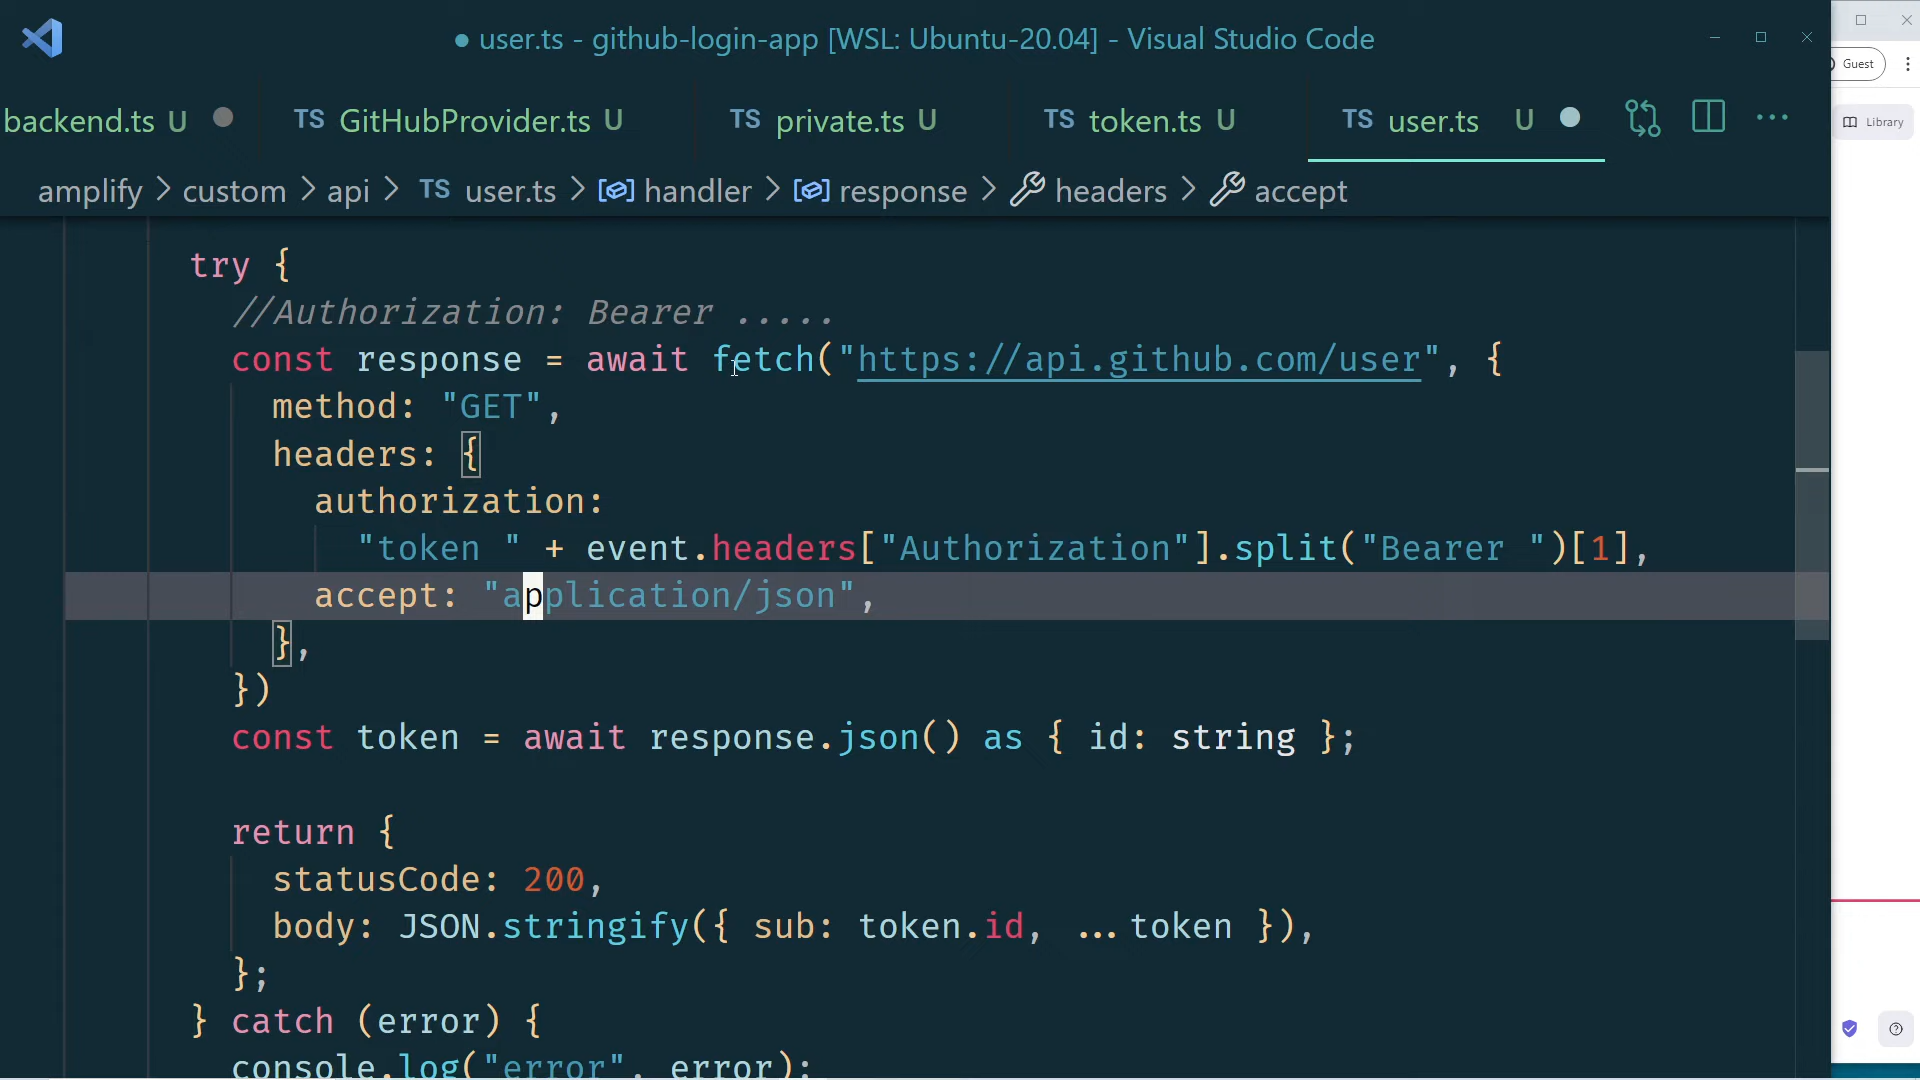 user.ts - github-login-app [WSL: Ubuntu-20.04] - Visual Studio Code
Guest
backend.ts U
TS GitHubProvider.ts U
TS private.ts U
TS token.ts U
TS user.ts U
Library
amplify > custom > api > TS user.ts > handler > response > headers > accept
try {
//Authorization: Bearer .....
const response = await fetch("https://api.github.com/user", {
method: "GET",
headers: {
authorization:
"token " + event.headers["Authorization"].split("Bearer ")[1],
accept: "application/json",
},
})
const token = await response.json() as { id: string };
return {
statusCode: 200,
body: JSON.stringify({ sub: token.id, ...token }),
};
} catch (error) {
console.log("error", error);